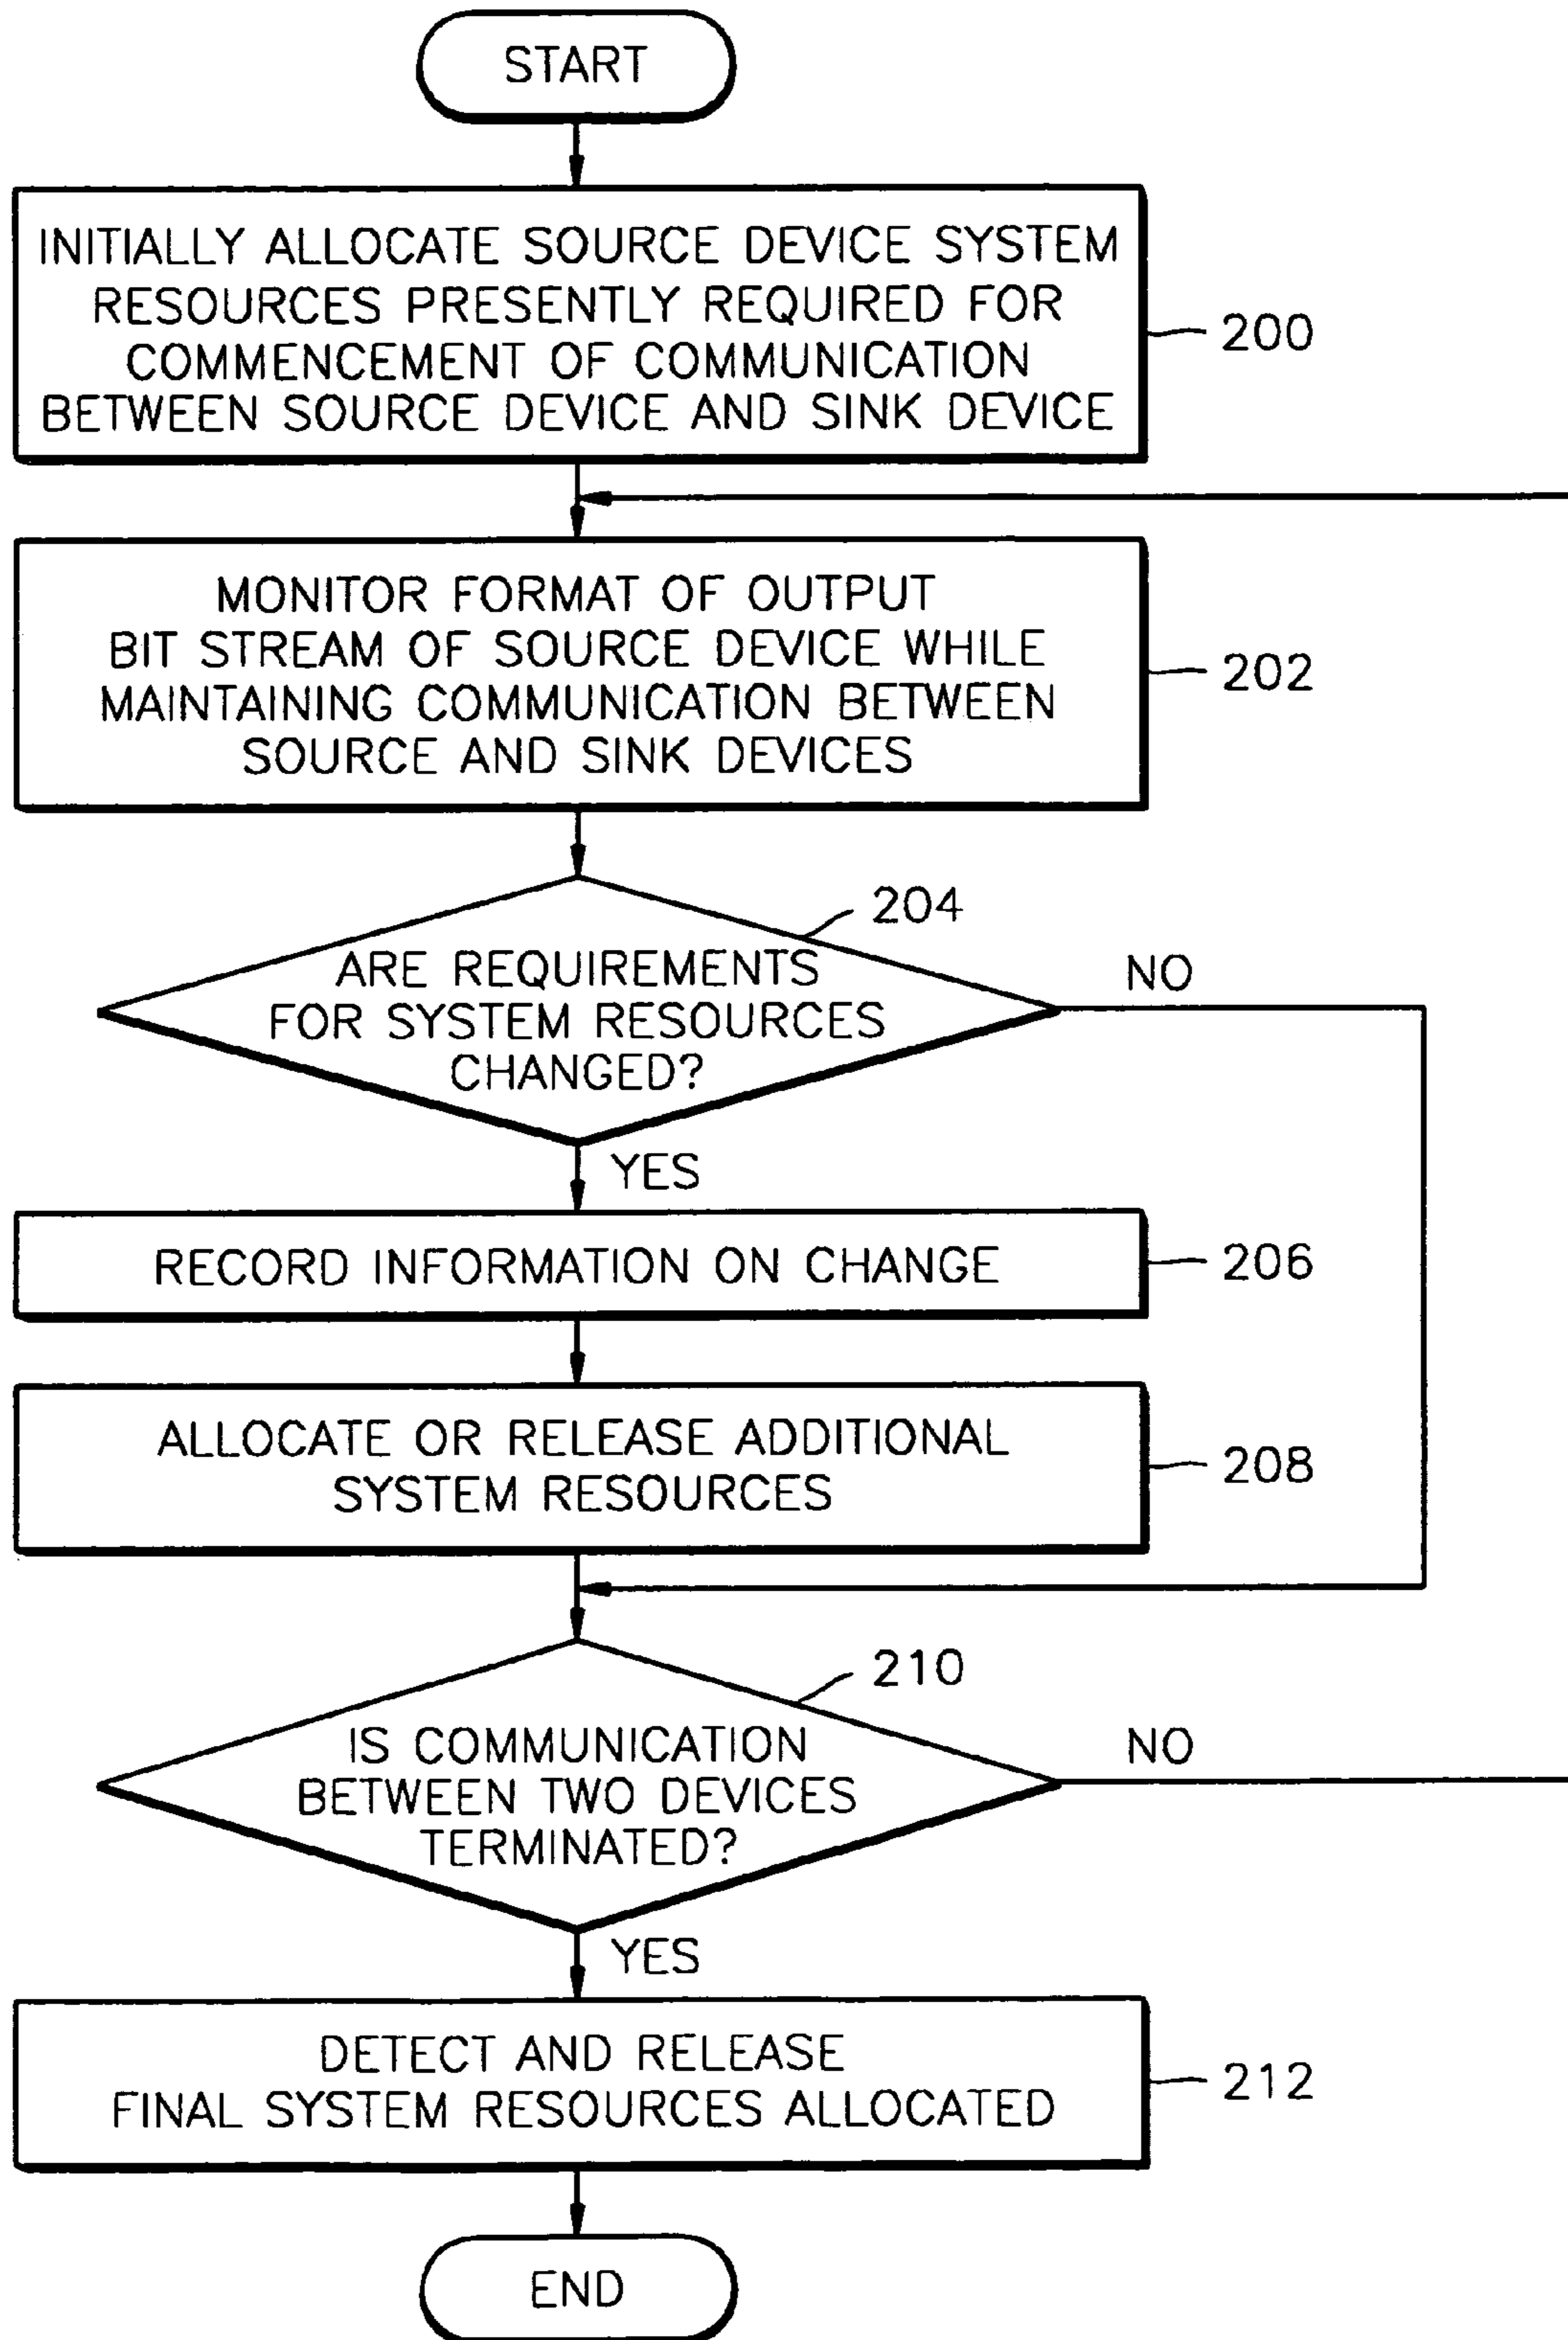 START
INITIALLY ALLOCATE SOURCE DEVICE SYSTEM
RESOURCES PRESENTLY REQUIRED FOR
COMMENCEMENT OF COMMUNICATION
BETWEEN SOURCE DEVICE AND SINK DEVICE
200
MONITOR FORMAT OF OUTPUT
BIT STREAM OF SOURCE DEVICE WHILE
MAINTAINING COMMUNICATION BETWEEN
SOURCE AND SINK DEVICES
202
204
ARE REQUIREMENTS
FOR SYSTEM RESOURCES
CHANGED?
NO
YES
RECORD INFORMATION ON CHANGE
206
ALLOCATE OR RELEASE ADDITIONAL
SYSTEM RESOURCES
208
210
IS COMMUNICATION
BETWEEN TWO DEVICES
TERMINATED?
NO
YES
DETECT AND RELEASE
FINAL SYSTEM RESOURCES ALLOCATED
212
END